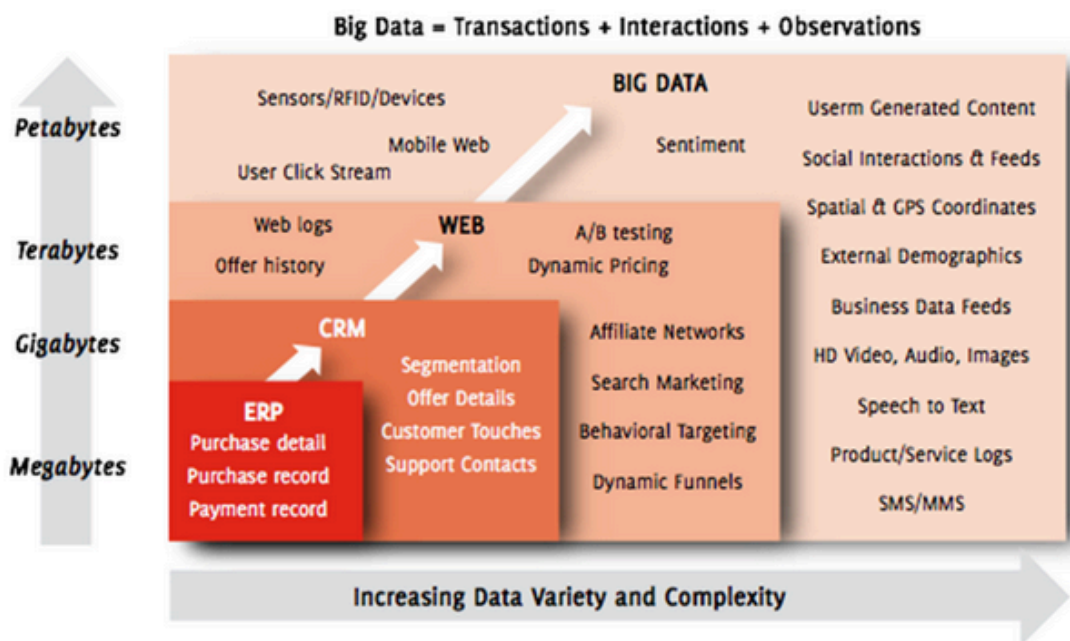 Big Data = Transactions + Interactions + Observations
Petabytes
Terabytes
Gigabytes
Megabytes
BIG DATA
Sensors/RFID/Devices
Mobile Web
Sentiment
User Click Stream
Userm Generated Content
Social Interactions & Feeds
Spatial & GPS Coordinates
External Demographics
Business Data Feeds
HD Video, Audio, Images
Speech to Text
Product/Service Logs
SMS/MMS
WEB
Web logs
A/B testing
Offer history
Dynamic Pricing
Affiliate Networks
Search Marketing
Behavioral Targeting
Dynamic Funnels
CRM
Segmentation
Offer Details
Customer Touches
Support Contacts
ERP
Purchase detail
Purchase record
Payment record
Increasing Data Variety and Complexity